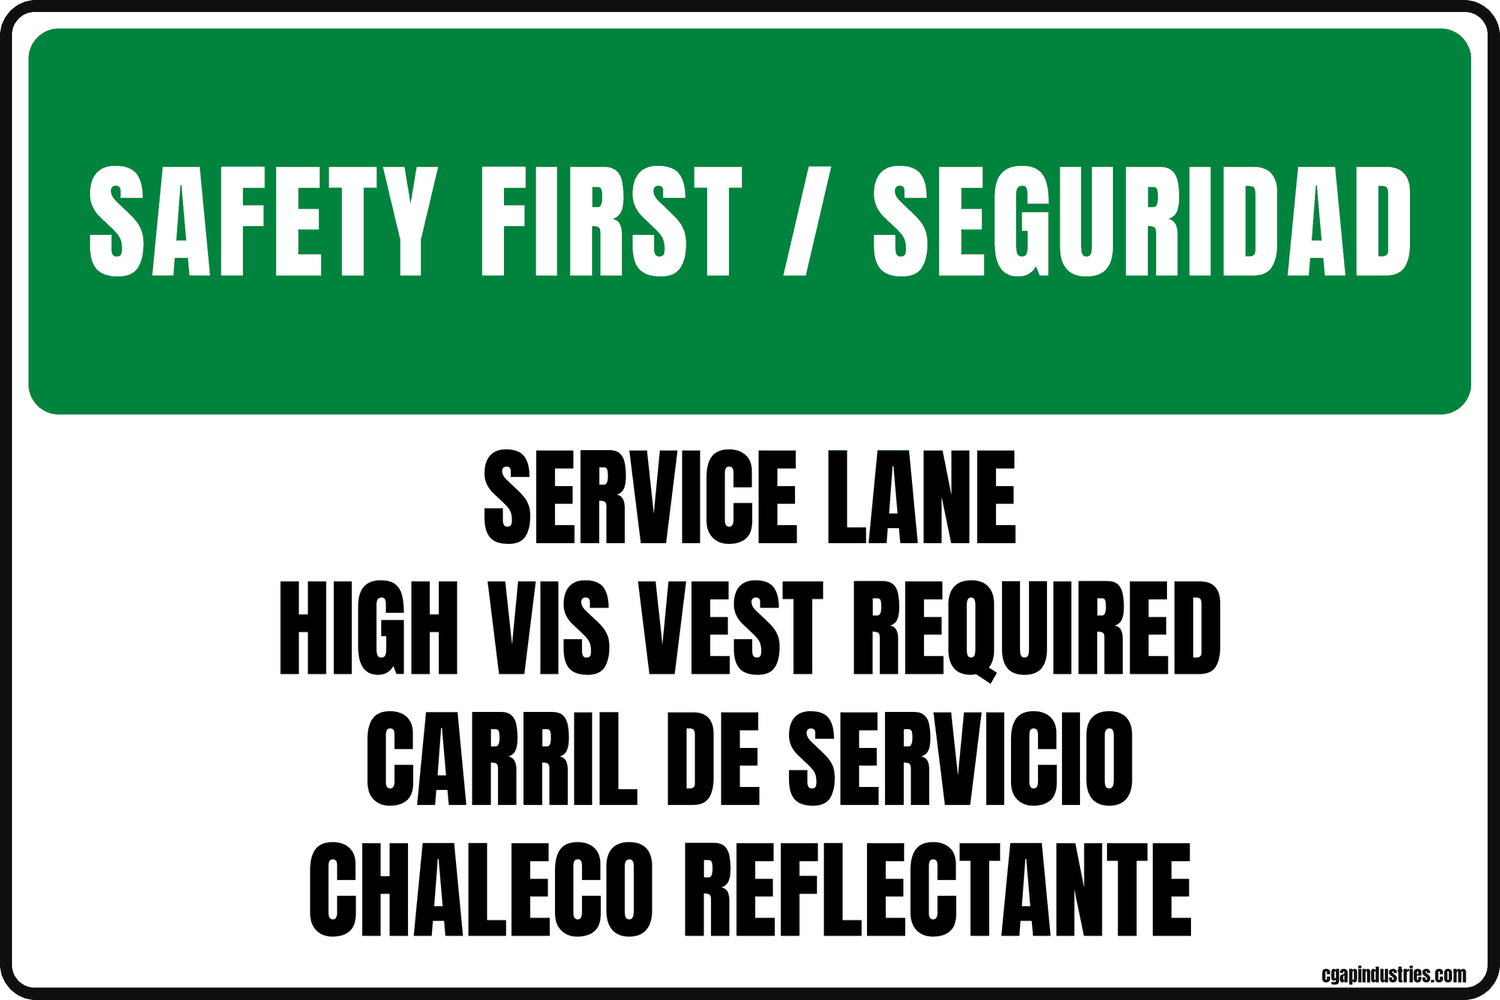 SAFETY FIRST / SEGURIDAD
SERVICE LANE
HIGH VIS VEST REQUIRED
CARRIL DE SERVICIO
CHALECO REFLECTANTE
cgapindustries.com